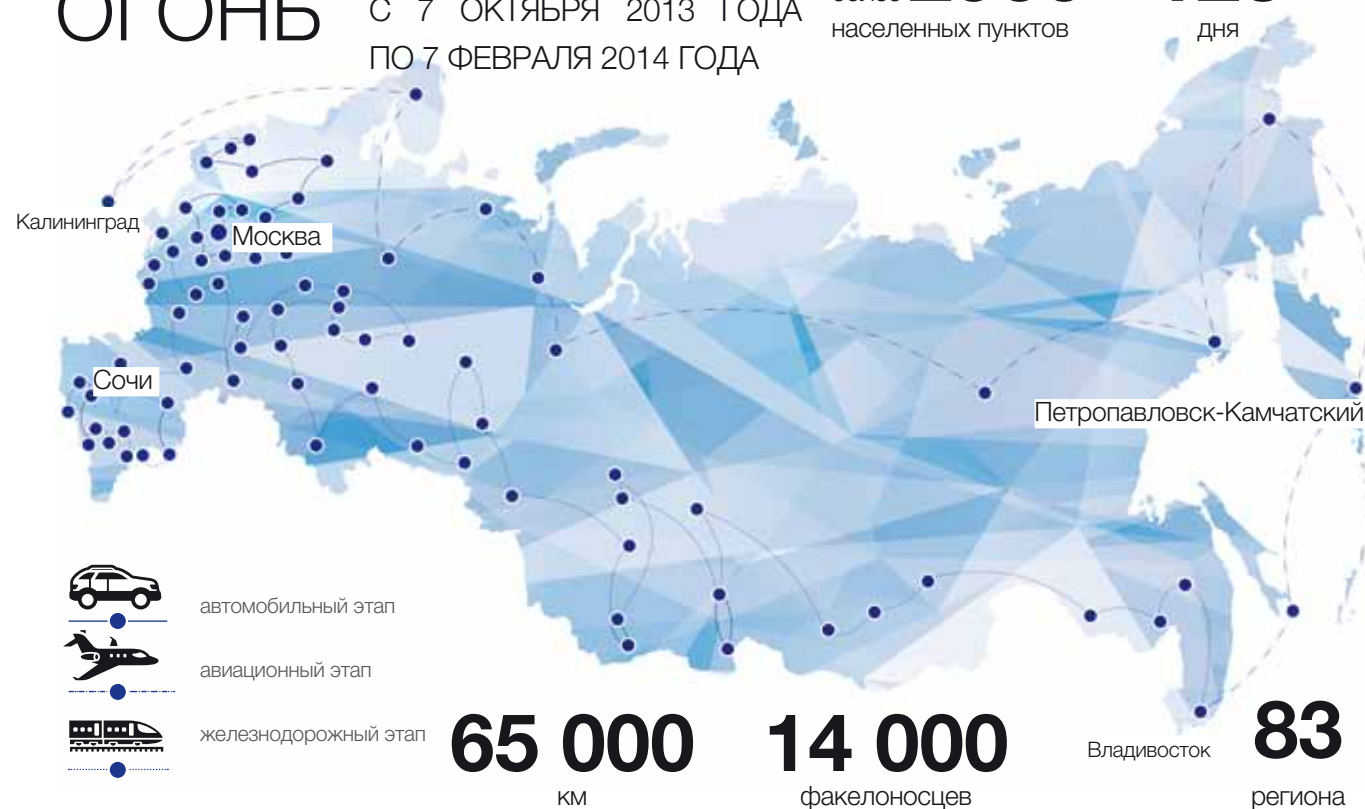 ОГОНЬ
С 7 ОКТЯБРЯ 2013 ГОДА
ПО 7 ФЕВРАЛЯ 2014 ГОДА
населенных пунктов
дня
Калининград
Москва
Сочи
Петропавловск-Камчатский
автомобильный этап
авиационный этап
железнодорожный этап
65 000
км
14 000
факелоносцев
Владивосток
83
региона